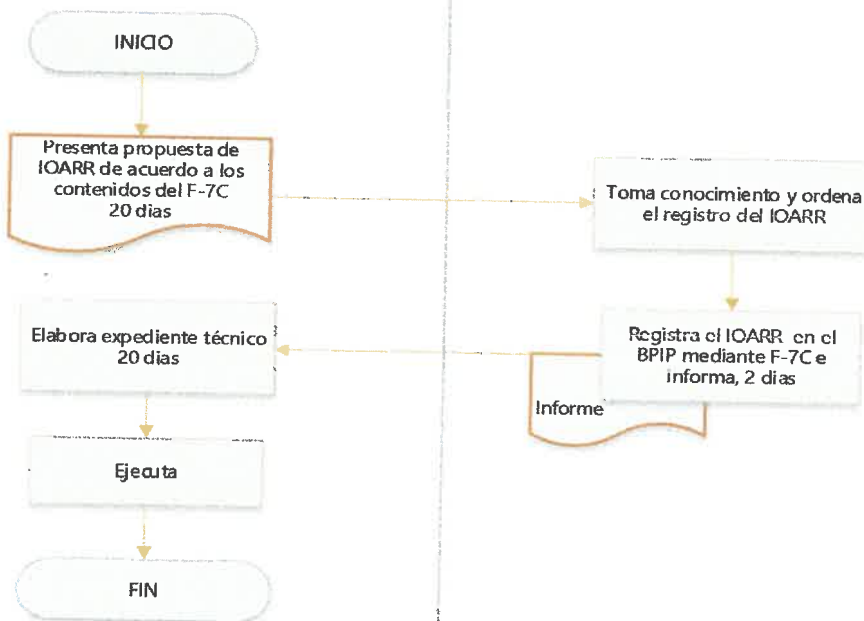 INICIO
Presenta propuesta de
IOARR de acuerdo a los
contenidos del F-7C
20 dias
Toma conocimiento y ordena
el registro del IOARR
Registra el IOARR en el
BPIP mediante F-7C e
informa, 2 dias
Informe
Elabora expediente técnico
20 dias
Ejecuta
FIN